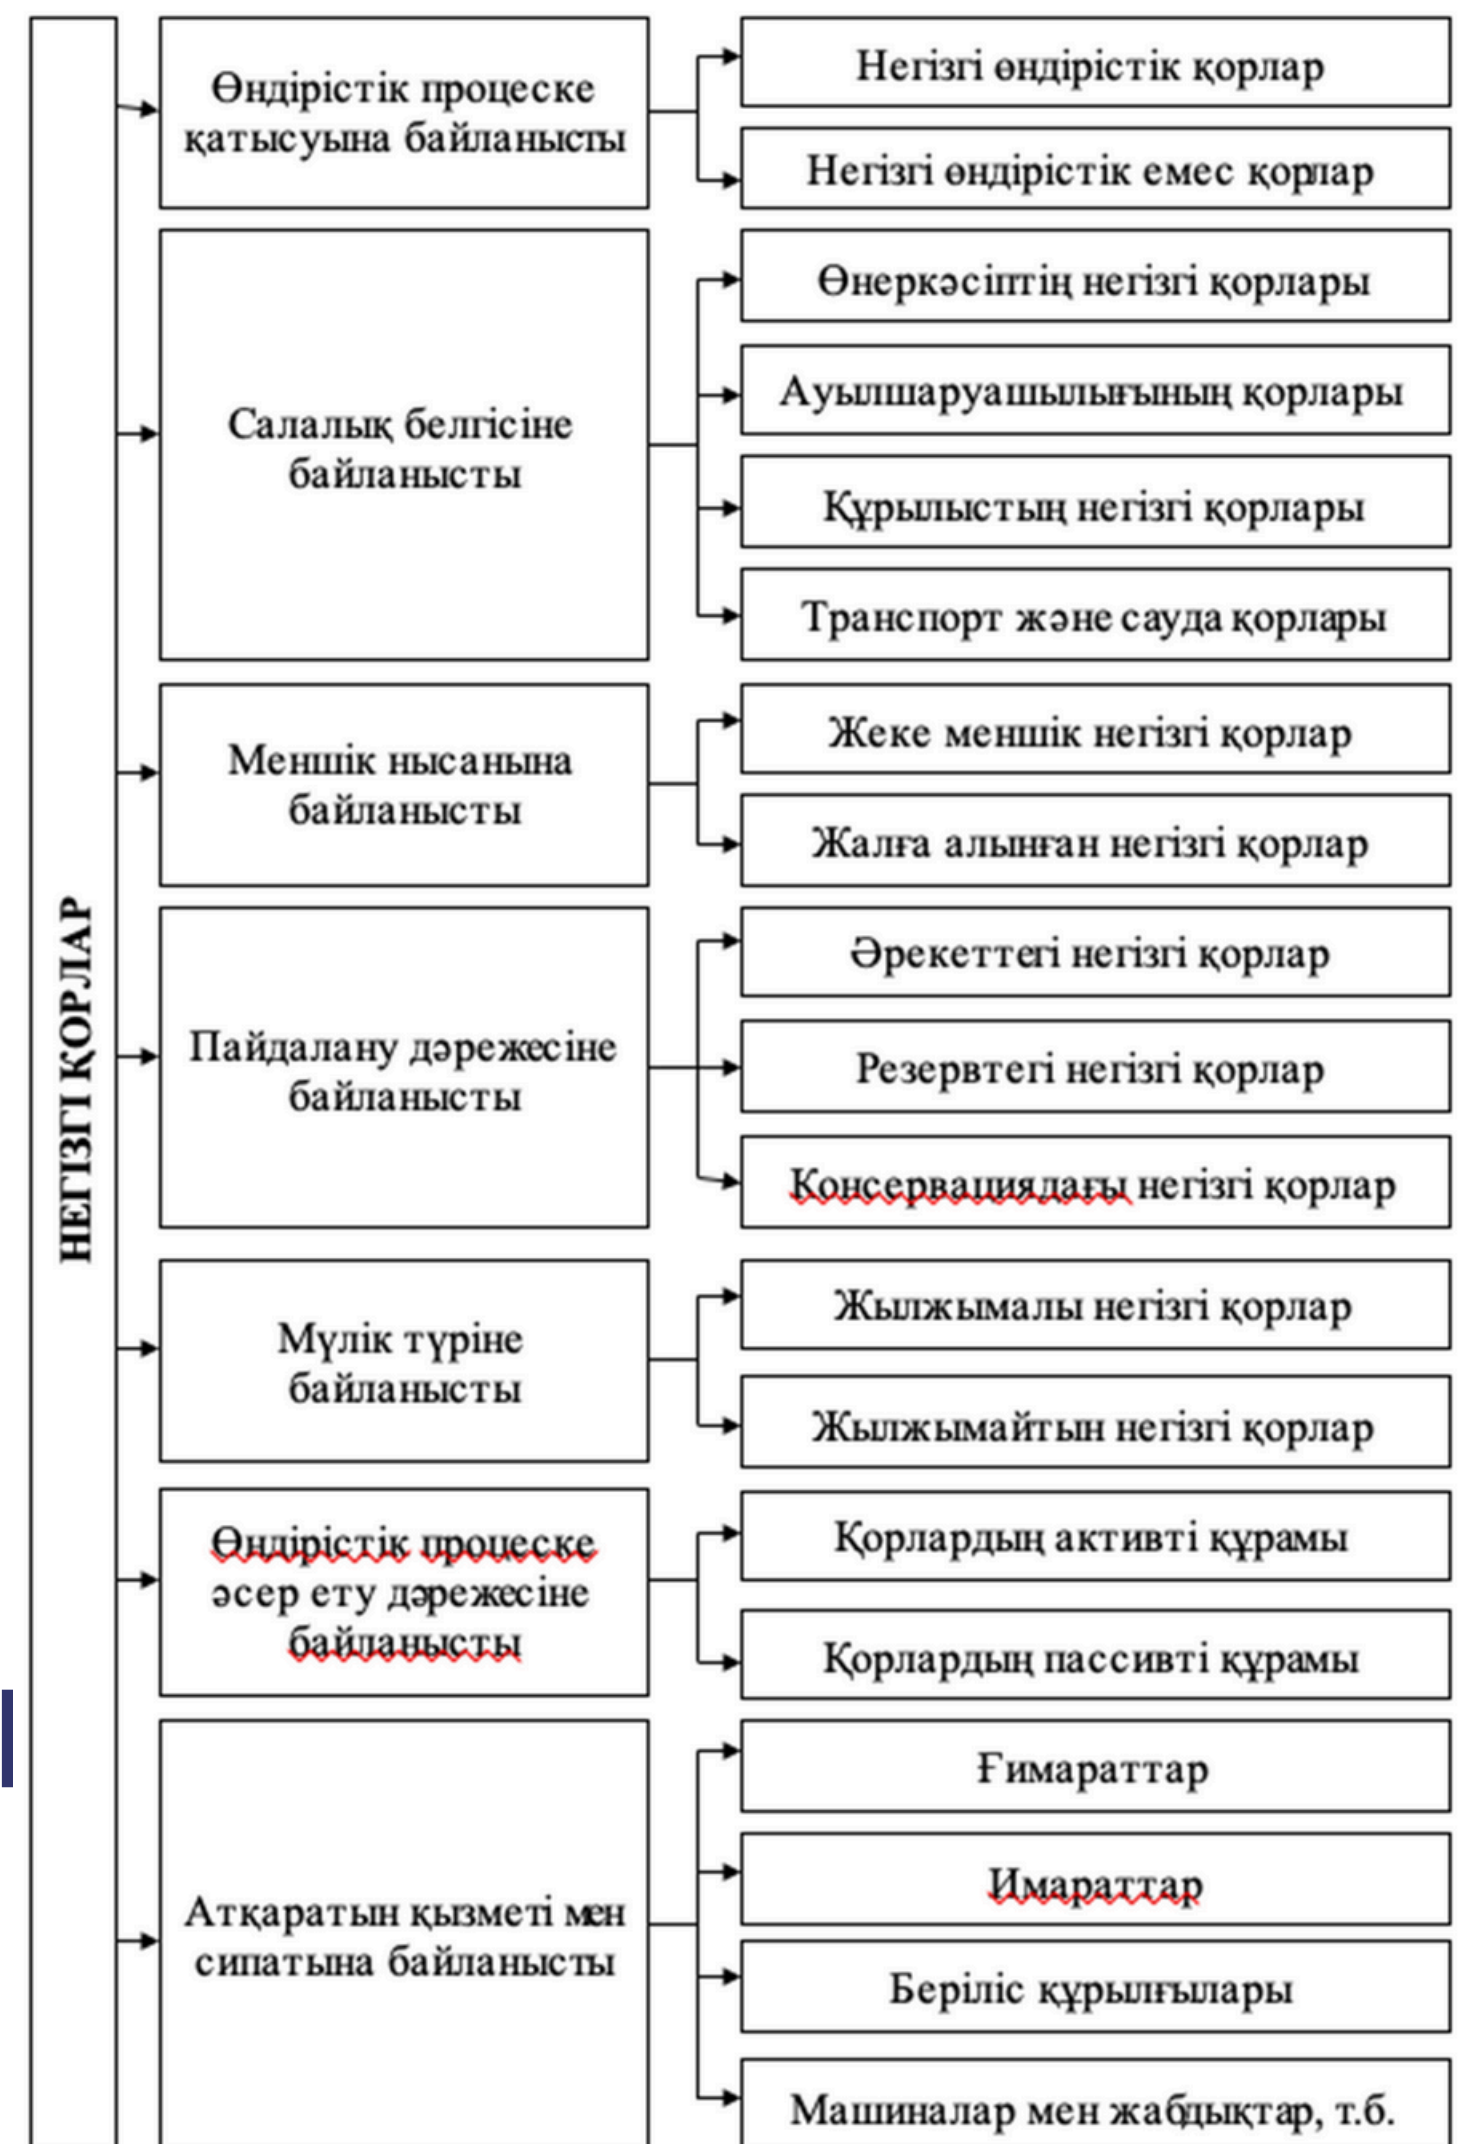 НЕГІЗГІ ҚОРЛАР
Өндірістік процеске
қатысуына байланысты
Негізгі өндірістік қорлар
Негізгі өндірістік емес қорлар
Салалық белгісіне
байланысты
Өнеркәсіптің негізгі қорлары
Ауылшаруашылығының қорлары
Құрылыстың негізгі қорлары
Транспорт және сауда қорлары
Меншік нысанына
байланысты
Жеке меншік негізгі қорлар
Жалға алынған негізгі қорлар
Пайдалану дәрежесіне
байланысты
Әрекеттегі негізгі қорлар
Резервтегі негізгі қорлар
Консервациядағы негізгі қорлар
Мүлік түріне
байланысты
Жылжымалы негізгі қорлар
Жылжымайтын негізгі қорлар
Өндірістік процеске
әсер ету дәрежесіне
байланысты
Қорлардың активті құрамы
Қорлардың пассивті құрамы
Атқаратын қызметі мен
сипатына байланысты
Ғимараттар
Имараттар
Беріліс құрылғылары
Машиналар мен жабдықтар, т.б.